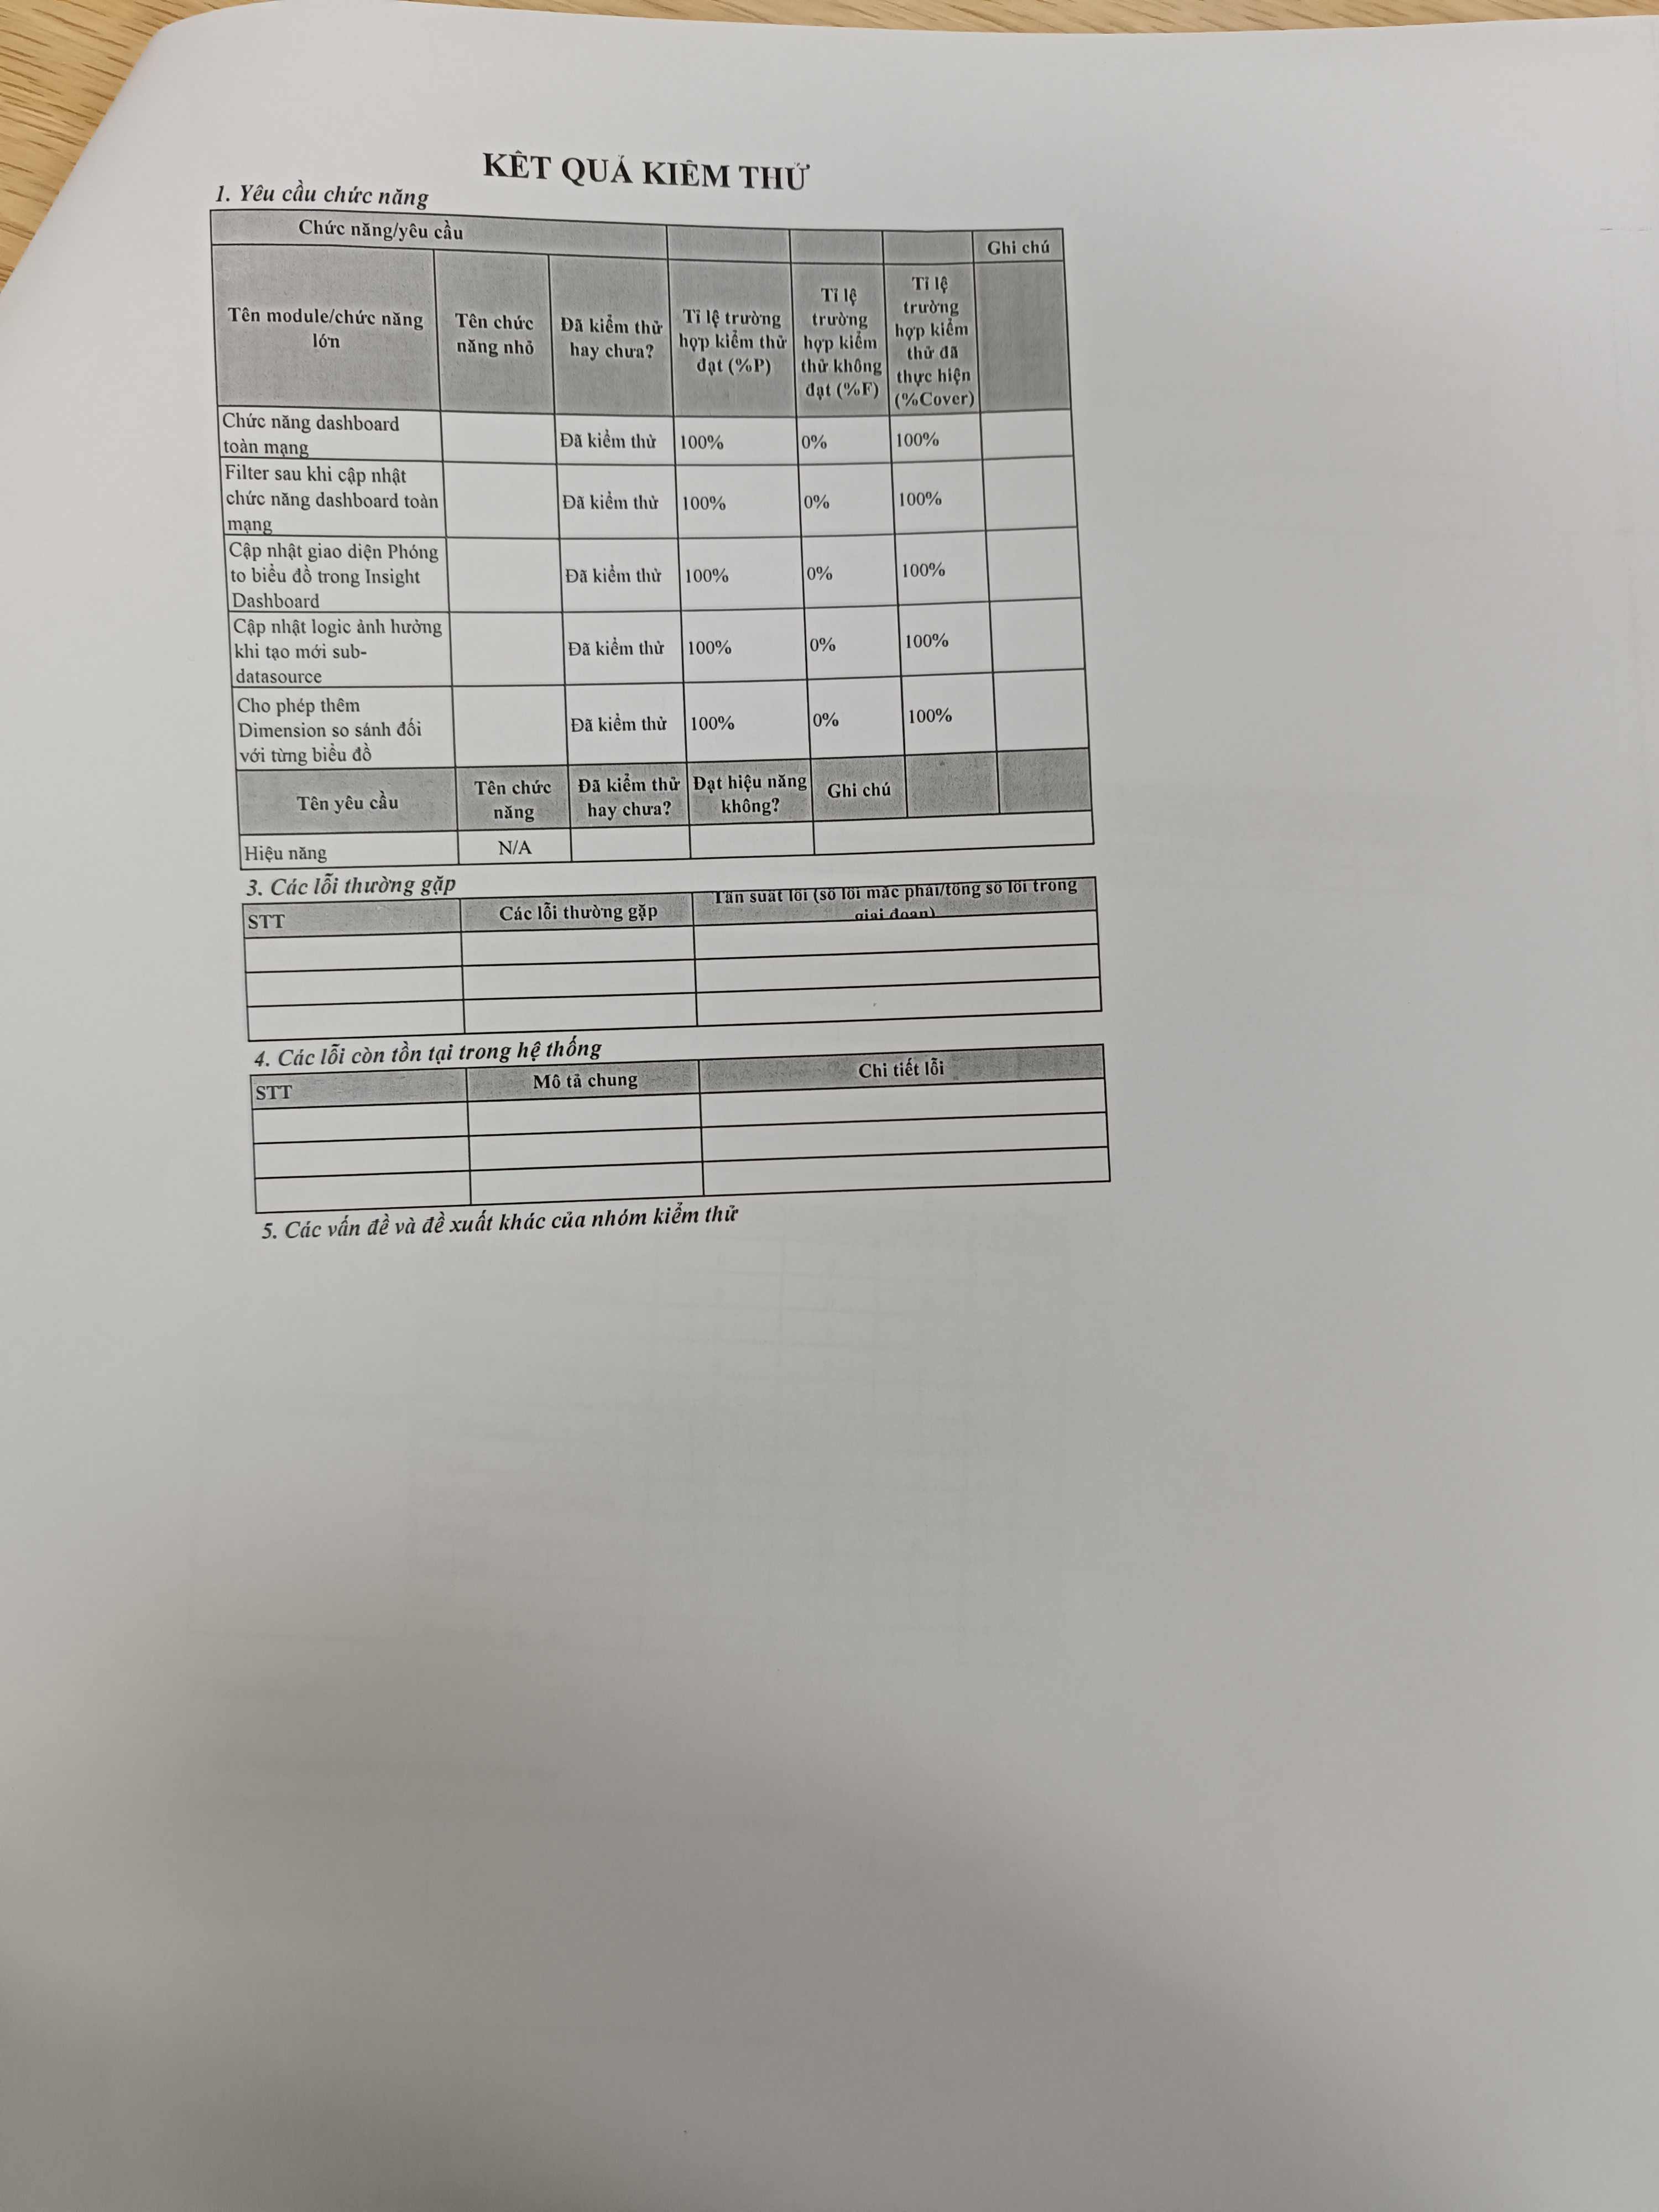 KẾT QUẢ KIỂM THỬ
1. Yêu cầu chức năng
Chức năng/yêu cầu
Ghi chú
Tên module/chức năng
lớn
Tên chức
năng nhỏ
Đã kiểm thử
hay chưa?
Tỉ lệ trường
hợp kiểm thử
đạt (%P)
Tỉ lệ
trường
hợp kiểm
thử không
đạt (%F)
Tỉ lệ
trường
hợp kiểm
thử đã
thực hiện
(%Cover)
Chức năng dashboard
toàn mạng
Đã kiểm thử
100%
0%
100%
Filter sau khi cập nhật
chức năng dashboard toàn
mạng
Đã kiểm thử
100%
0%
100%
Cập nhật giao diện Phóng
to biểu đồ trong Insight
Dashboard
Đã kiểm thử
100%
0%
100%
Cập nhật logic ảnh hưởng
khi tạo mới sub-
datasource
Đã kiểm thử
100%
0%
100%
Cho phép thêm
Dimension so sánh đối
với từng biểu đồ
Đã kiểm thử
100%
0%
100%
Tên yêu cầu
Tên chức
năng
Đã kiểm thử
hay chưa?
Đạt hiệu năng
không?
Ghi chú
Hiệu năng
N/A
3. Các lỗi thường gặp
STT
Các lỗi thường gặp
Tần suất lỗi (số lỗi mắc phải/tổng số lỗi trong
giai đoạn)
4. Các lỗi còn tồn tại trong hệ thống
STT
Mô tả chung
Chi tiết lỗi
5. Các vấn đề và đề xuất khác của nhóm kiểm thử